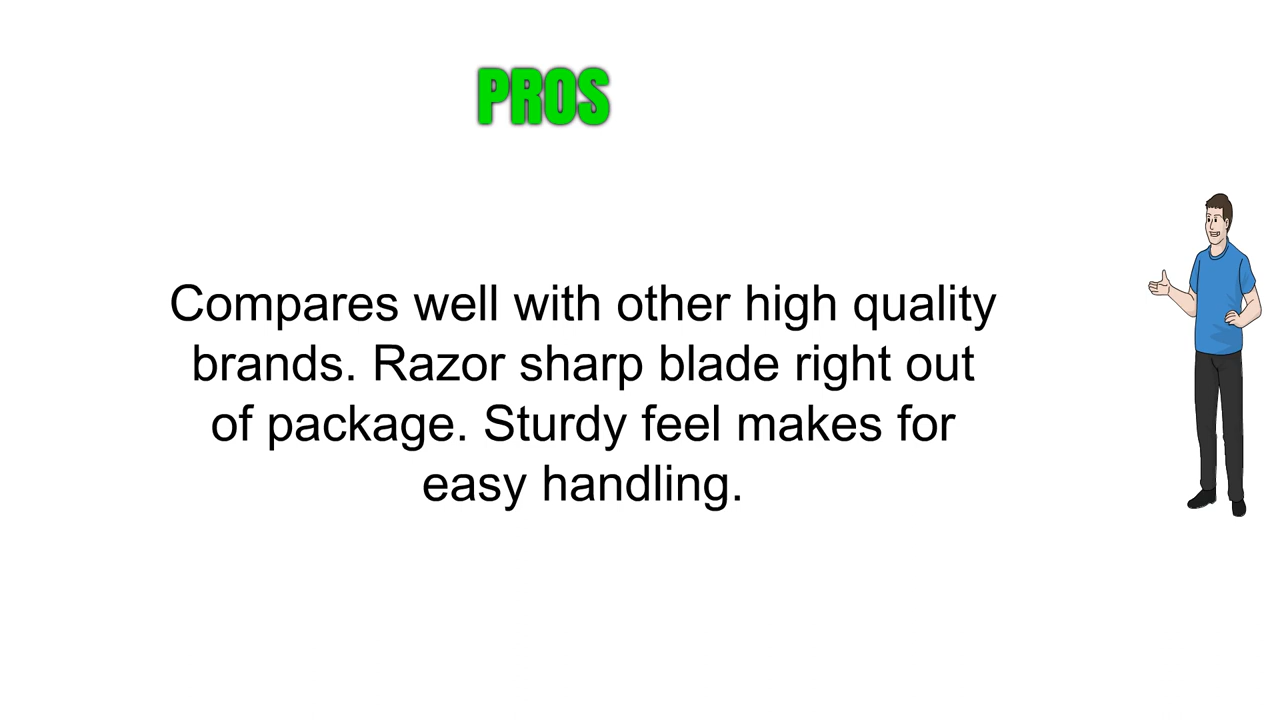 PROS
Compares well with other high quality
brands. Razor sharp blade right out
of package. Sturdy feel makes for
easy handling.